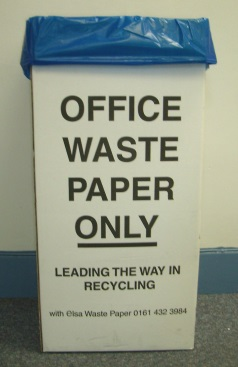 OFFICE
WASTE
PAPER
ONLY
LEADING THE WAY IN
RECYCLING
with elsa Waste Paper 0161 432 3984